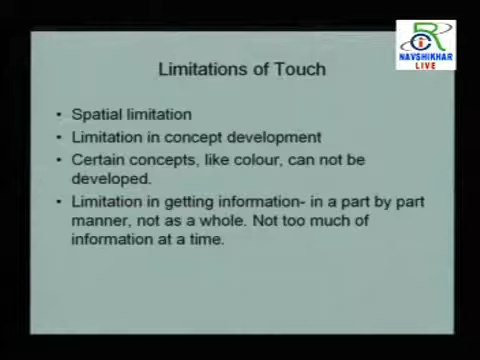 NAVSHIKHAR
LIVE
Limitations of Touch
• Spatial limitation
• Limitation in concept development
• Certain concepts, like colour, can not be
developed.
• Limitation in getting information- in a part by part
manner, not as a whole. Not too much of
information at a time.